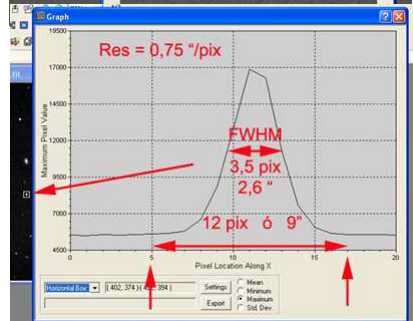 Graph
19500
Res = 0,75 “/pix
17000
14500
12000
9500
7000
4500
Maximum Pixel Value
FWHM
3,5 pix
2,6 “
12 pix ó 9”
0 5 10 15 20
Pixel Location Along X
Horizontal Box
Settings
Export
Mean
Minimum
Maximum
Std. Dev.